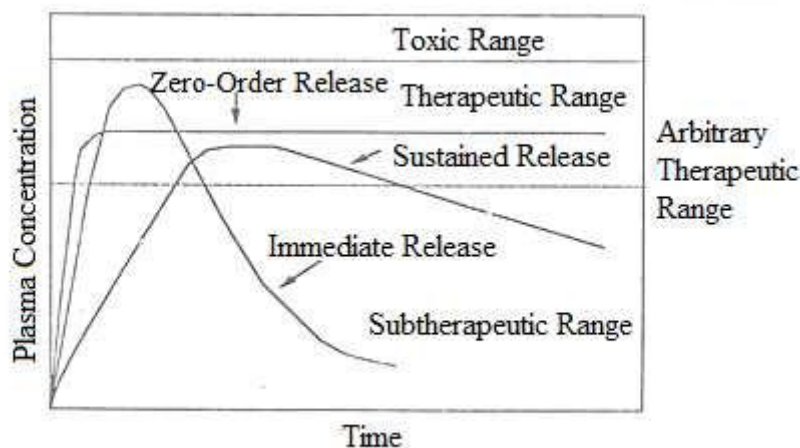 Toxic Range
Zero-Order Release
Therapeutic Range
Arbitrary
Therapeutic
Range
Sustained Release
Immediate Release
Subtherapeutic Range
Plasma Concentration
Time